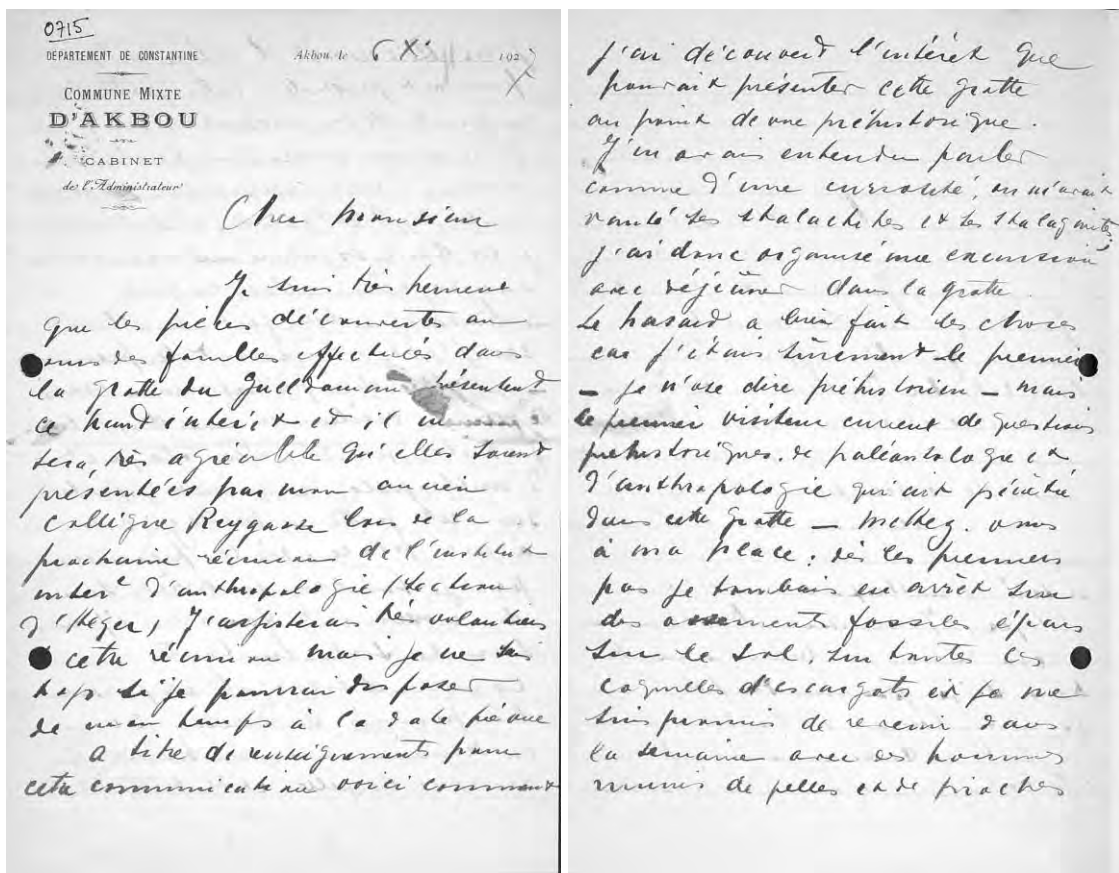 0715
DÉPARTEMENT DE CONSTANTINE
Akbou, le 6 XI 192
COMMUNE MIXTE
D'AKBOU
CABINET
de l'Administrateur
Cher Monsieur
Je suis très heureux
que les pièces découvertes au
cours des fouilles effectuées dans
la grotte du Gueldaman présentent
ce haut intérêt et il me
sera très agréable qu'elles soient
présentées par mon ancien
collègue Reygasse lors de la
prochaine réunion de l'institut
inter d'anthropologie (section
d'Alger) J'assisterais très volontiers
à cette réunion mais je ne sais
trop si je pourrai disposer
de mon temps à la date prévue
A titre de renseignements pour
cette communication voici comment
j'ai découvert l'intérêt que
pourrait présenter cette grotte
au point de vue préhistorique.
J'en avais entendu parler
comme d'une curiosité, on m'avait
vanté ses stalactites et ses stalagmites,
j'ai donc organisé une excursion
avec déjeuner dans la grotte.
Le hasard a bien fait les choses
car j'étais sûrement le premier
– je n'ose dire préhistorien – mais
le premier visiteur curieux de questions
préhistoriques, de paléontologie et
d'anthropologie qui ait pénétré
dans cette grotte – Mettez-vous
à ma place : dès les premiers
pas je tombais en arrêt sur
des ossements fossiles épars
sur le sol, sur toutes ces
coquilles d'escargots et je me
suis promis de revenir dans
la semaine avec des hommes
munis de pelles et de pioches